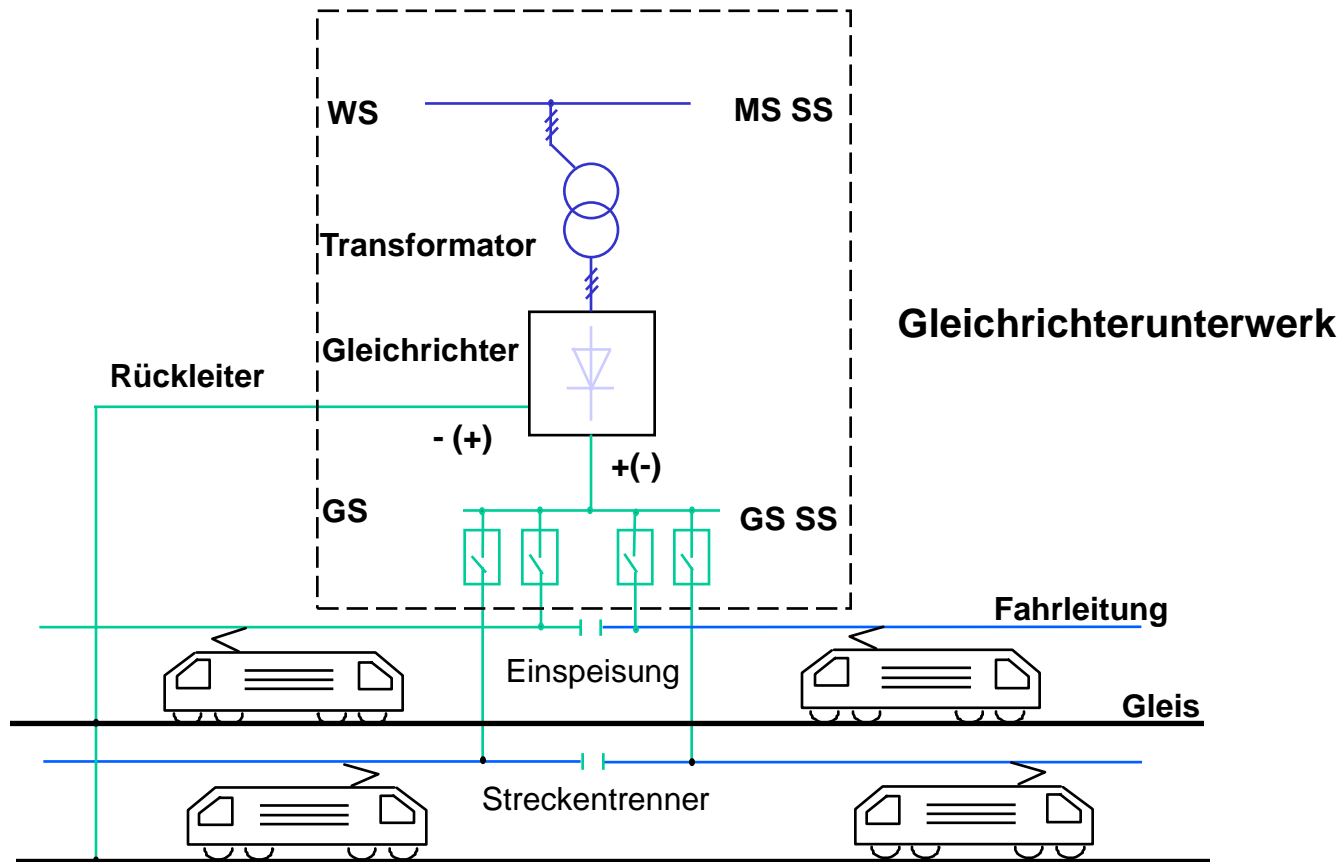 WS
MS SS
Transformator
Gleichrichterunterwerk
Gleichrichter
Rückleiter
- (+)
+(-)
GS
GS SS
Fahrleitung
Einspeisung
Gleis
Streckentrenner